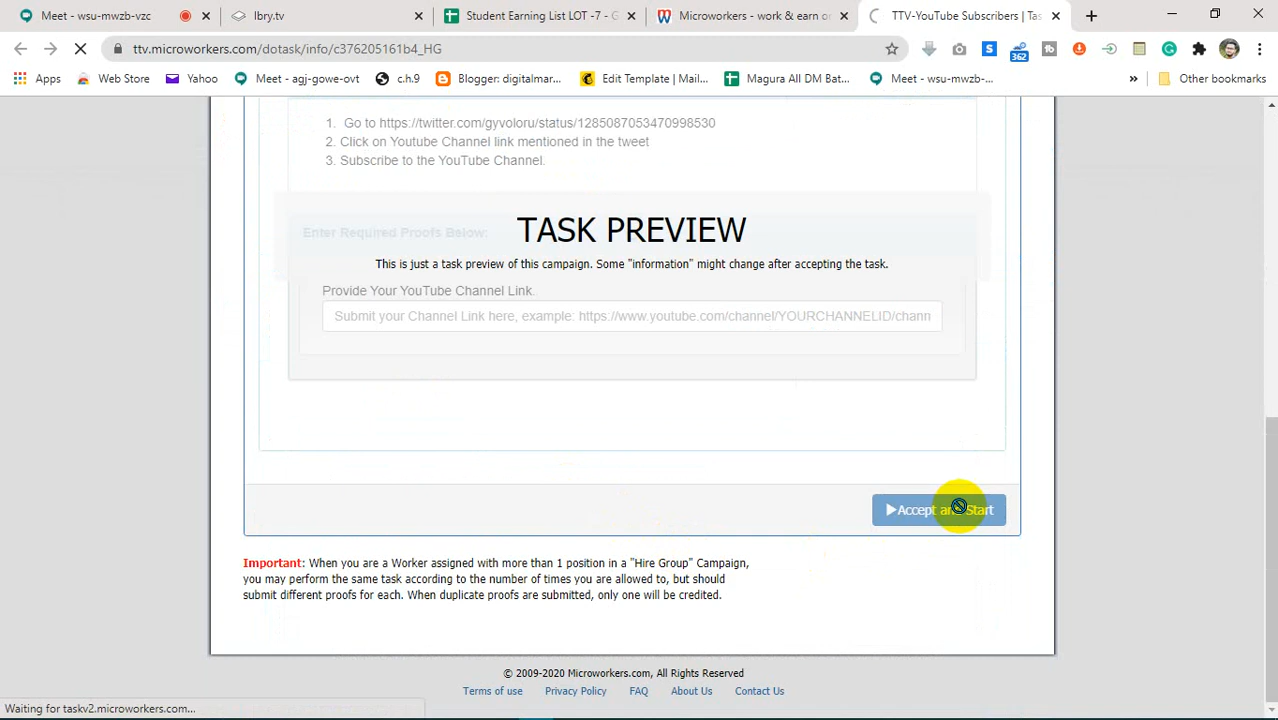 Meet - wsu-mwzb-vzc
lbry.tv
Student Earning List LOT -7 - G
Microworkers - work & earn or
TTV-YouTube Subscribers | Tas
ttv.microworkers.com/dotask/info/c376205161b4_HG
362
Apps
Web Store
Yahoo
Meet - agj-gowe-ovt
c.h.9
Blogger: digitalmar...
Edit Template | Mail...
Magura All DM Bat...
Meet - wsu-mwzb-...
Other bookmarks
1. Go to https://twitter.com/gyvoloru/status/1285087053470998530
2. Click on Youtube Channel link mentioned in the tweet
3. Subscribe to the YouTube Channel.
Enter Required Proofs Below:
TASK PREVIEW
This is just a task preview of this campaign. Some "information" might change after accepting the task.
Provide Your YouTube Channel Link.
Submit your Channel Link here, example: https://www.youtube.com/channel/YOURCHANNELID/chann
Accept and Start
Important: When you are a Worker assigned with more than 1 position in a "Hire Group" Campaign,
you may perform the same task according to the number of times you are allowed to, but should
submit different proofs for each. When duplicate proofs are submitted, only one will be credited.
© 2009-2020 Microworkers.com, All Rights Reserved
Terms of use
Privacy Policy
FAQ
About Us
Contact Us
Waiting for taskv2.microworkers.com...